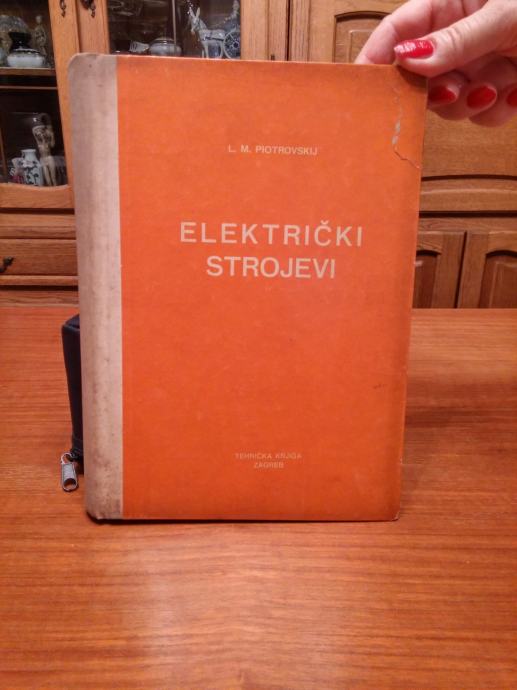 L. M. PIOTROVSKIJ
ELEKTRIČKI
STROJEVI
TEHNIČKA KNJIGA
ZAGREB